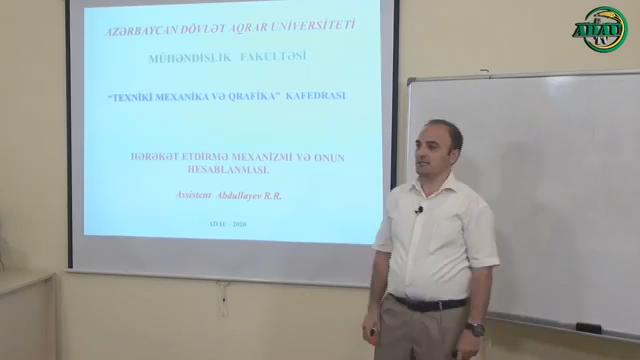 AZƏRBAYCAN DÖVLƏT AQRAR UNİVERSİTETİ
MÜHƏNDİSLİK FAKULTƏSİ
“TEXNİKİ MEXANİKA VƏ QRAFİKA” KAFEDRASI
HƏRƏKƏT ETDİRMƏ MEXANİZMİ VƏ ONUN
HESABLANMASI.
Assistent Abdullayev R.R.
ADAU – 2020
ADAU
TV